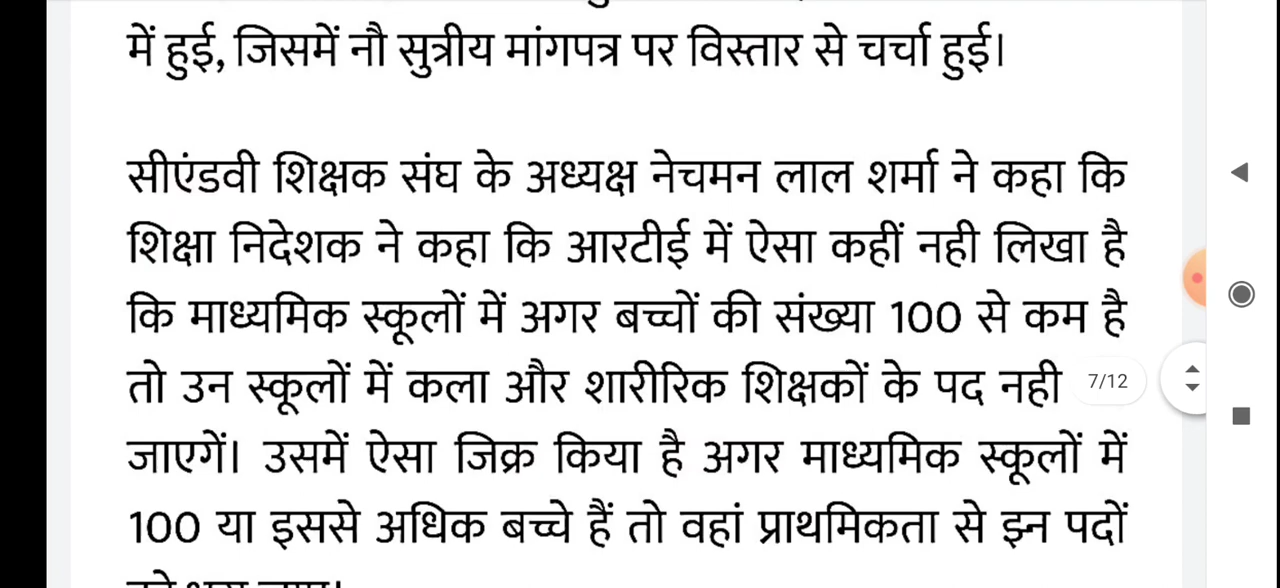 में हुई, जिसमें नौ सुत्रीय मांगपत्र पर विस्तार से चर्चा हुई।
सीएंडवी शिक्षक संघ के अध्यक्ष नेचमन लाल शर्मा ने कहा कि
शिक्षा निदेशक ने कहा कि आरटीई में ऐसा कहीं नही लिखा है
कि माध्यमिक स्कूलों में अगर बच्चों की संख्या 100 से कम है
तो उन स्कूलों में कला और शारीरिक शिक्षकों के पद नही
7/12
जाएगें। उसमें ऐसा जिक्र किया है अगर माध्यमिक स्कूलों में
100 या इससे अधिक बच्चे हैं तो वहां प्राथमिकता से इन पदों